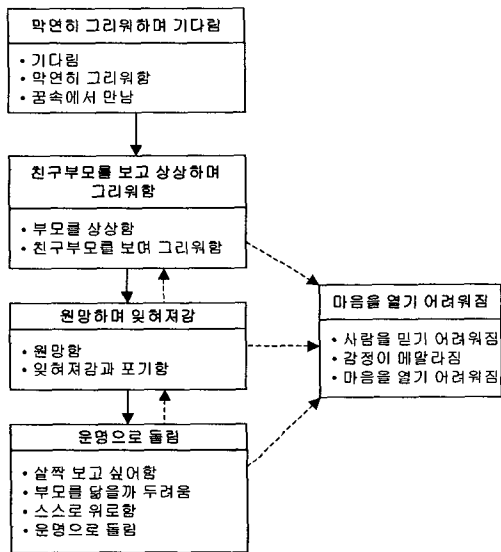 막연히 그리워하며 기다림
• 기다림
• 막연히 그리워함
• 꿈속에서 만남
친구부모를 보고 상상하며
그리워함
• 부모를 상상함
• 친구부모를 보며 그리워함
원망하며 잊혀져감
• 원망함
• 잊혀져감과 포기함
운명으로 돌림
• 살짝 보고 싶어함
• 부모를 닮을까 두려움
• 스스로 위로함
• 운명으로 돌림
마음을 열기 어려워짐
• 사람을 믿기 어려워짐
• 감정이 메말라짐
• 마음을 열기 어려워짐